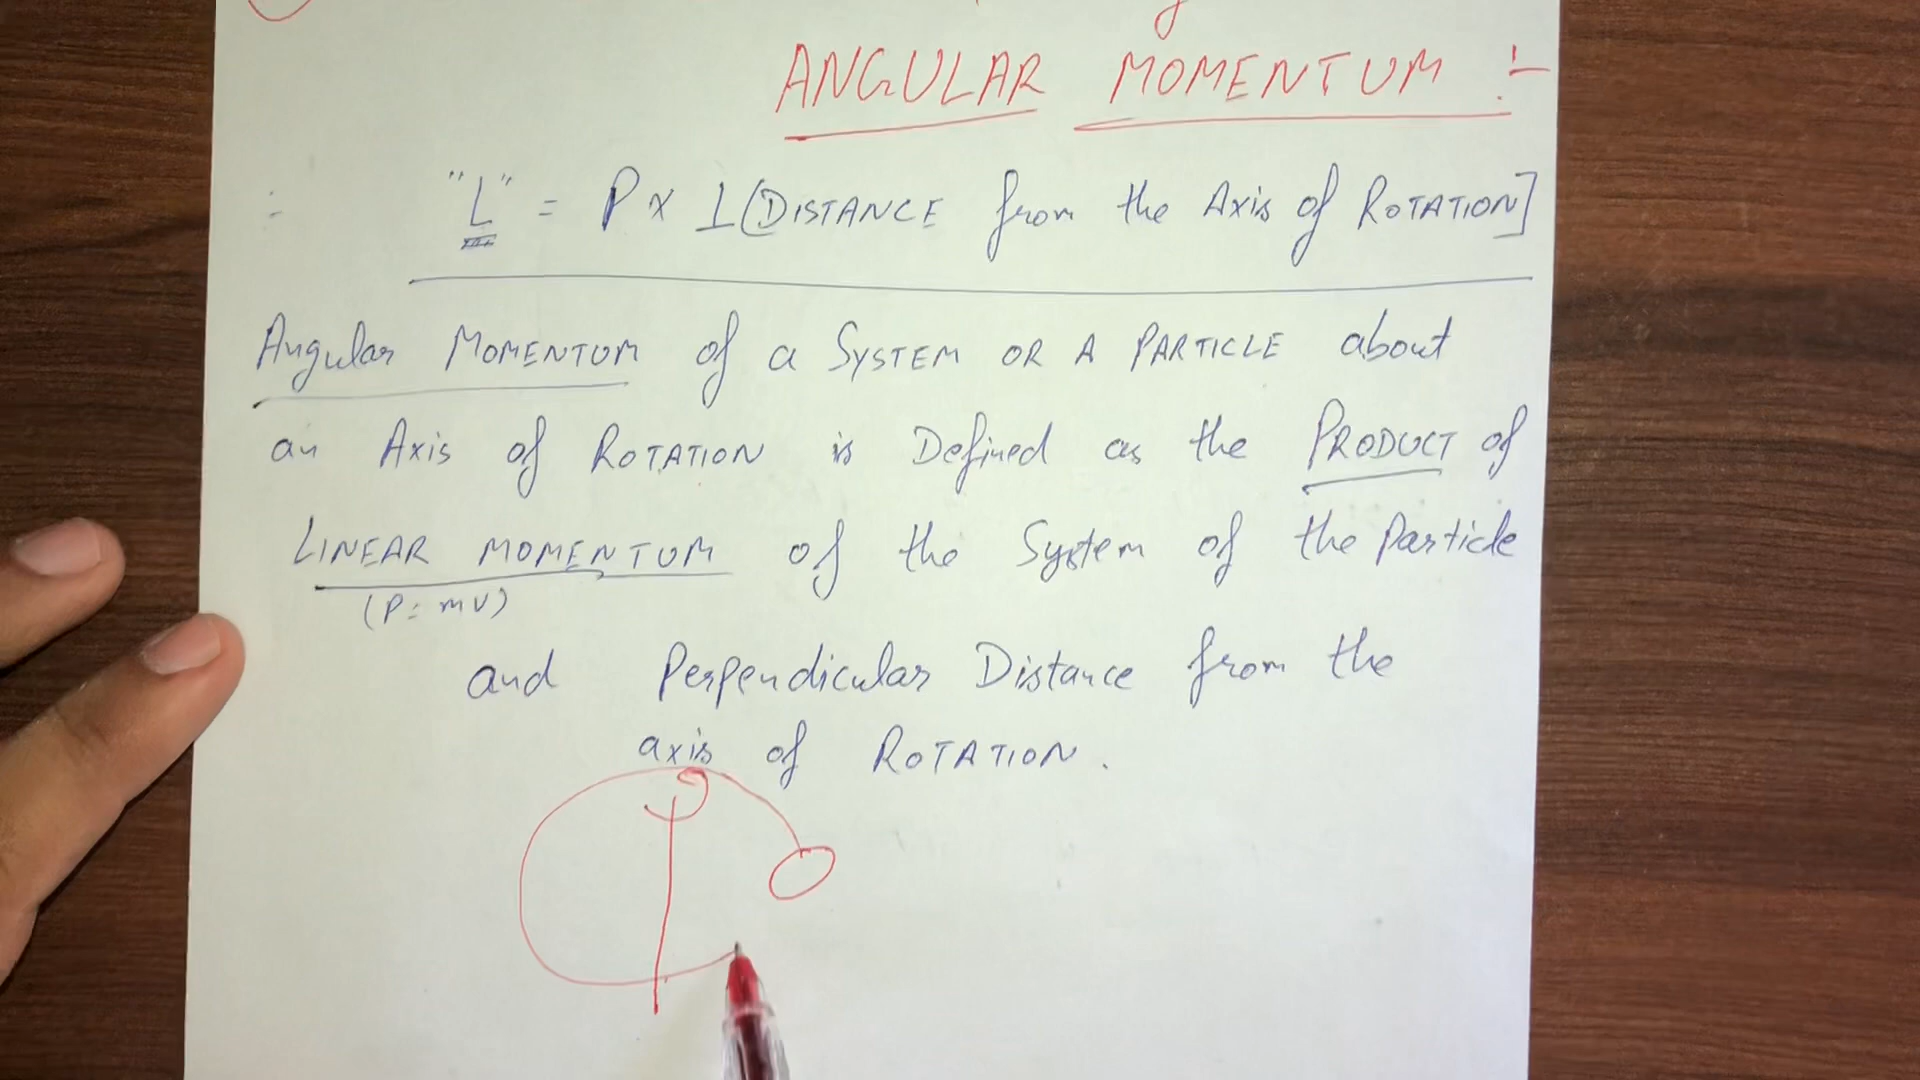 ANGULAR MOMENTUM :-
"L" = P x ⊥(DISTANCE from the Axis of ROTATION]
Angular MOMENTUM of a SYSTEM OR A PARTICLE about
an Axis of ROTATION is Defined as the PRODUCT of
LINEAR MOMENTUM of the System of the Particle
(P = mv)
and Perpendicular Distance from the
axis of ROTATION.